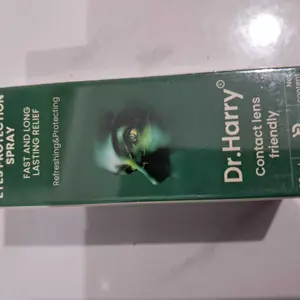 SPRAY
FAST AND LONG
LASTING RELIEF
Refreshing&Protecting
Dr.Harry®
Contact lens
friendly